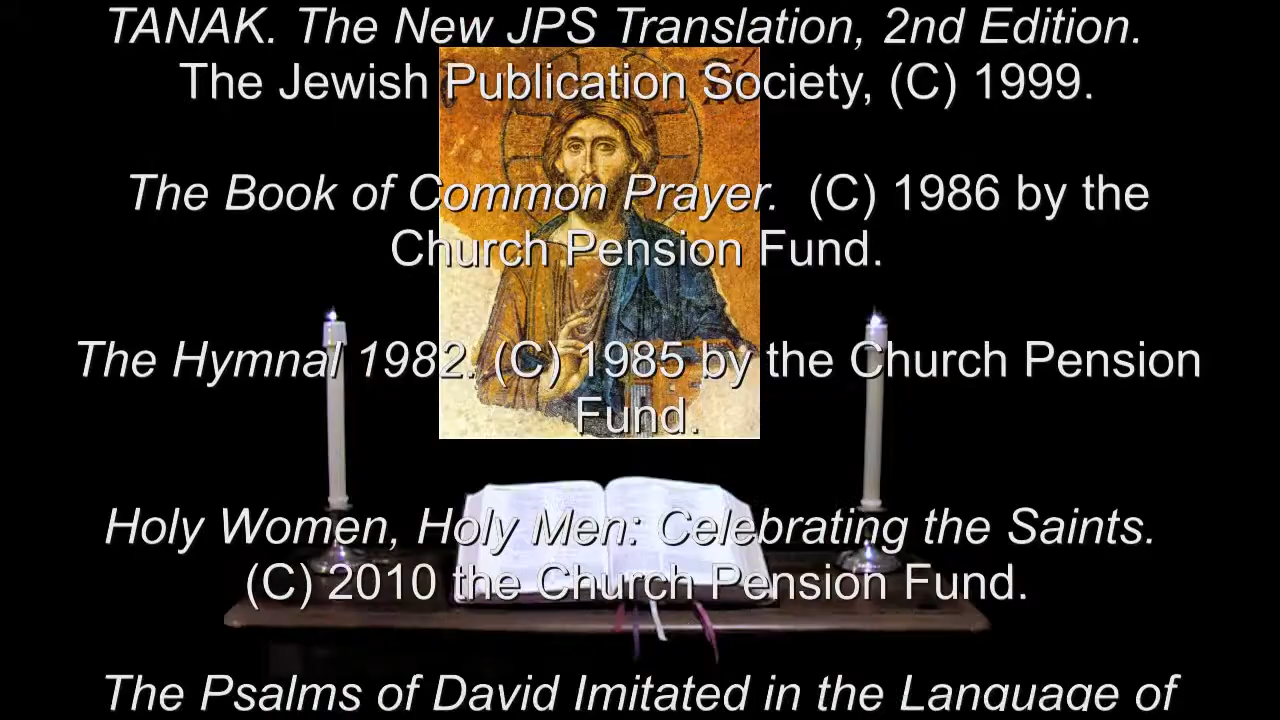 TANAK. The New JPS Translation, 2nd Edition.
The Jewish Publication Society, (C) 1999.
The Book of Common Prayer. (C) 1986 by the
Church Pension Fund.
The Hymnal 1982. (C) 1985 by the Church Pension
Fund.
Holy Women, Holy Men: Celebrating the Saints.
(C) 2010 the Church Pension Fund.
The Psalms of David Imitated in the Language of